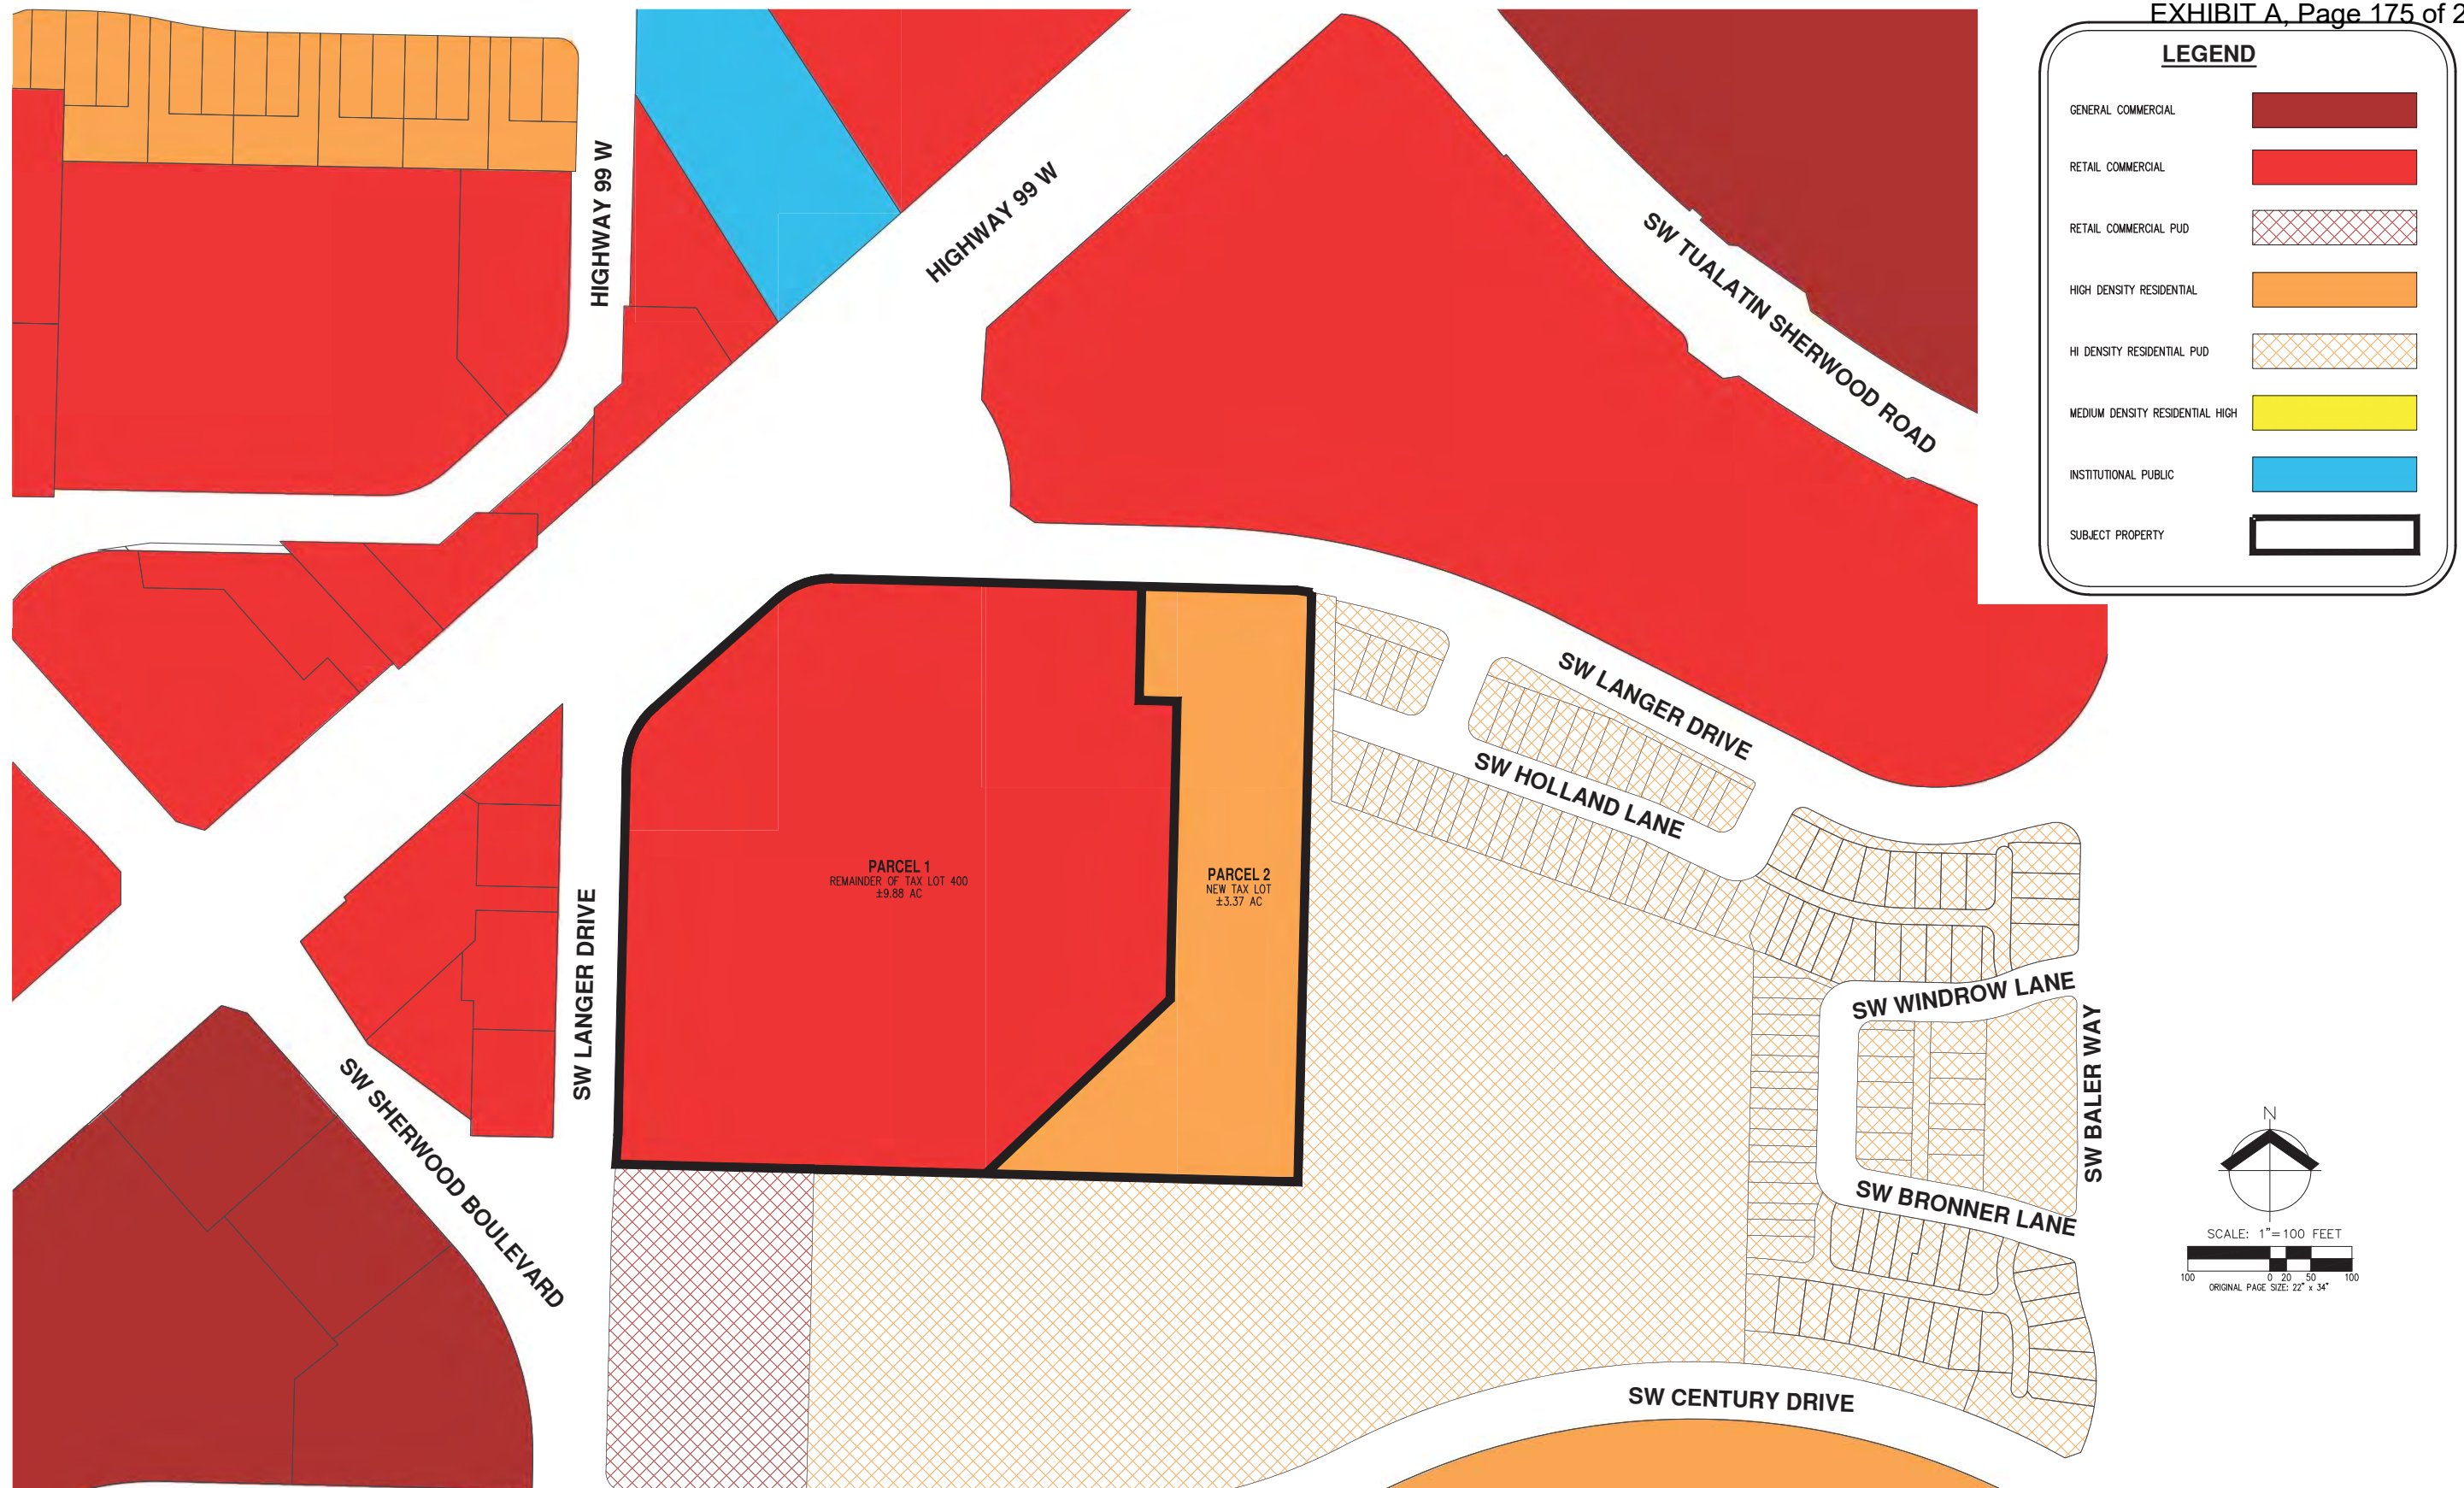 EXHIBIT A, Page 175 of 2
LEGEND
GENERAL COMMERCIAL
RETAIL COMMERCIAL
RETAIL COMMERCIAL PUD
HIGH DENSITY RESIDENTIAL
HI DENSITY RESIDENTIAL PUD
MEDIUM DENSITY RESIDENTIAL HIGH
INSTITUTIONAL PUBLIC
SUBJECT PROPERTY
HIGHWAY 99 W
HIGHWAY 99 W
SW TUALATIN SHERWOOD ROAD
SW LANGER DRIVE
SW HOLLAND LANE
PARCEL 1
REMAINDER OF TAX LOT 400
±9.88 AC
PARCEL 2
NEW TAX LOT
±3.37 AC
SW LANGER DRIVE
SW SHERWOOD BOULEVARD
SW WINDROW LANE
SW BALER WAY
SW BRONNER LANE
SW CENTURY DRIVE
N
SCALE: 1"=100 FEET
100 0 20 50 100
ORIGINAL PAGE SIZE: 22" x 34"